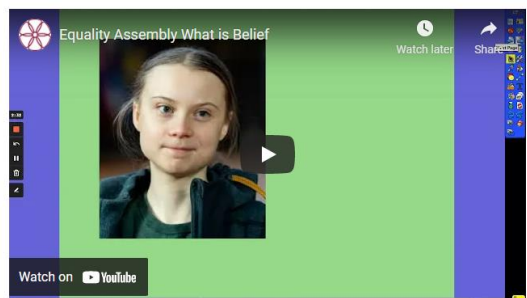 Equality Assembly What is Belief
Watch later
Share
Watch on YouTube